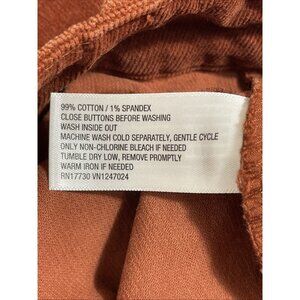 99% COTTON / 1% SPANDEX
CLOSE BUTTONS BEFORE WASHING
WASH INSIDE OUT
MACHINE WASH COLD SEPARATELY, GENTLE CYCLE
ONLY NON-CHLORINE BLEACH IF NEEDED
TUMBLE DRY LOW, REMOVE PROMPTLY
WARM IRON IF NEEDED
RN17730 VN1247024